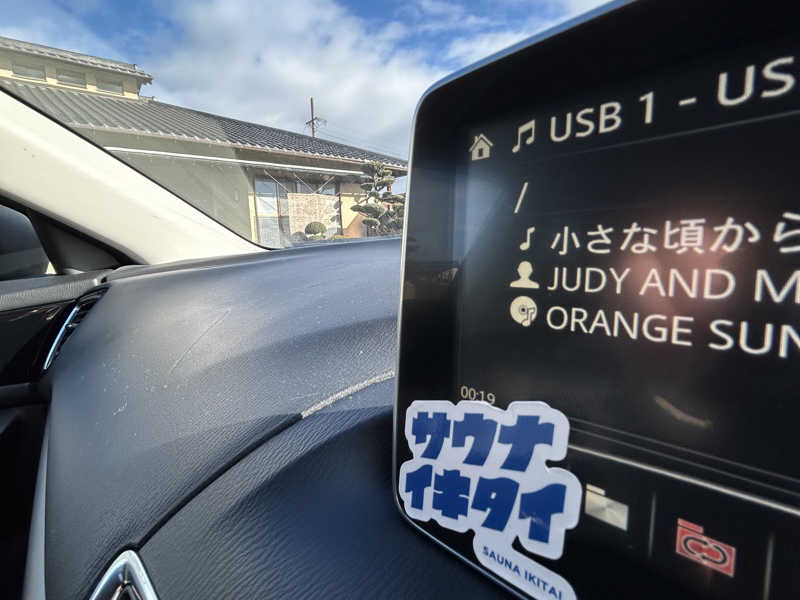 USB 1 - US
/
小さな頃から
JUDY AND M
ORANGE SUN
00:19
サウナ
イキタイ
SAUNA IKITAI